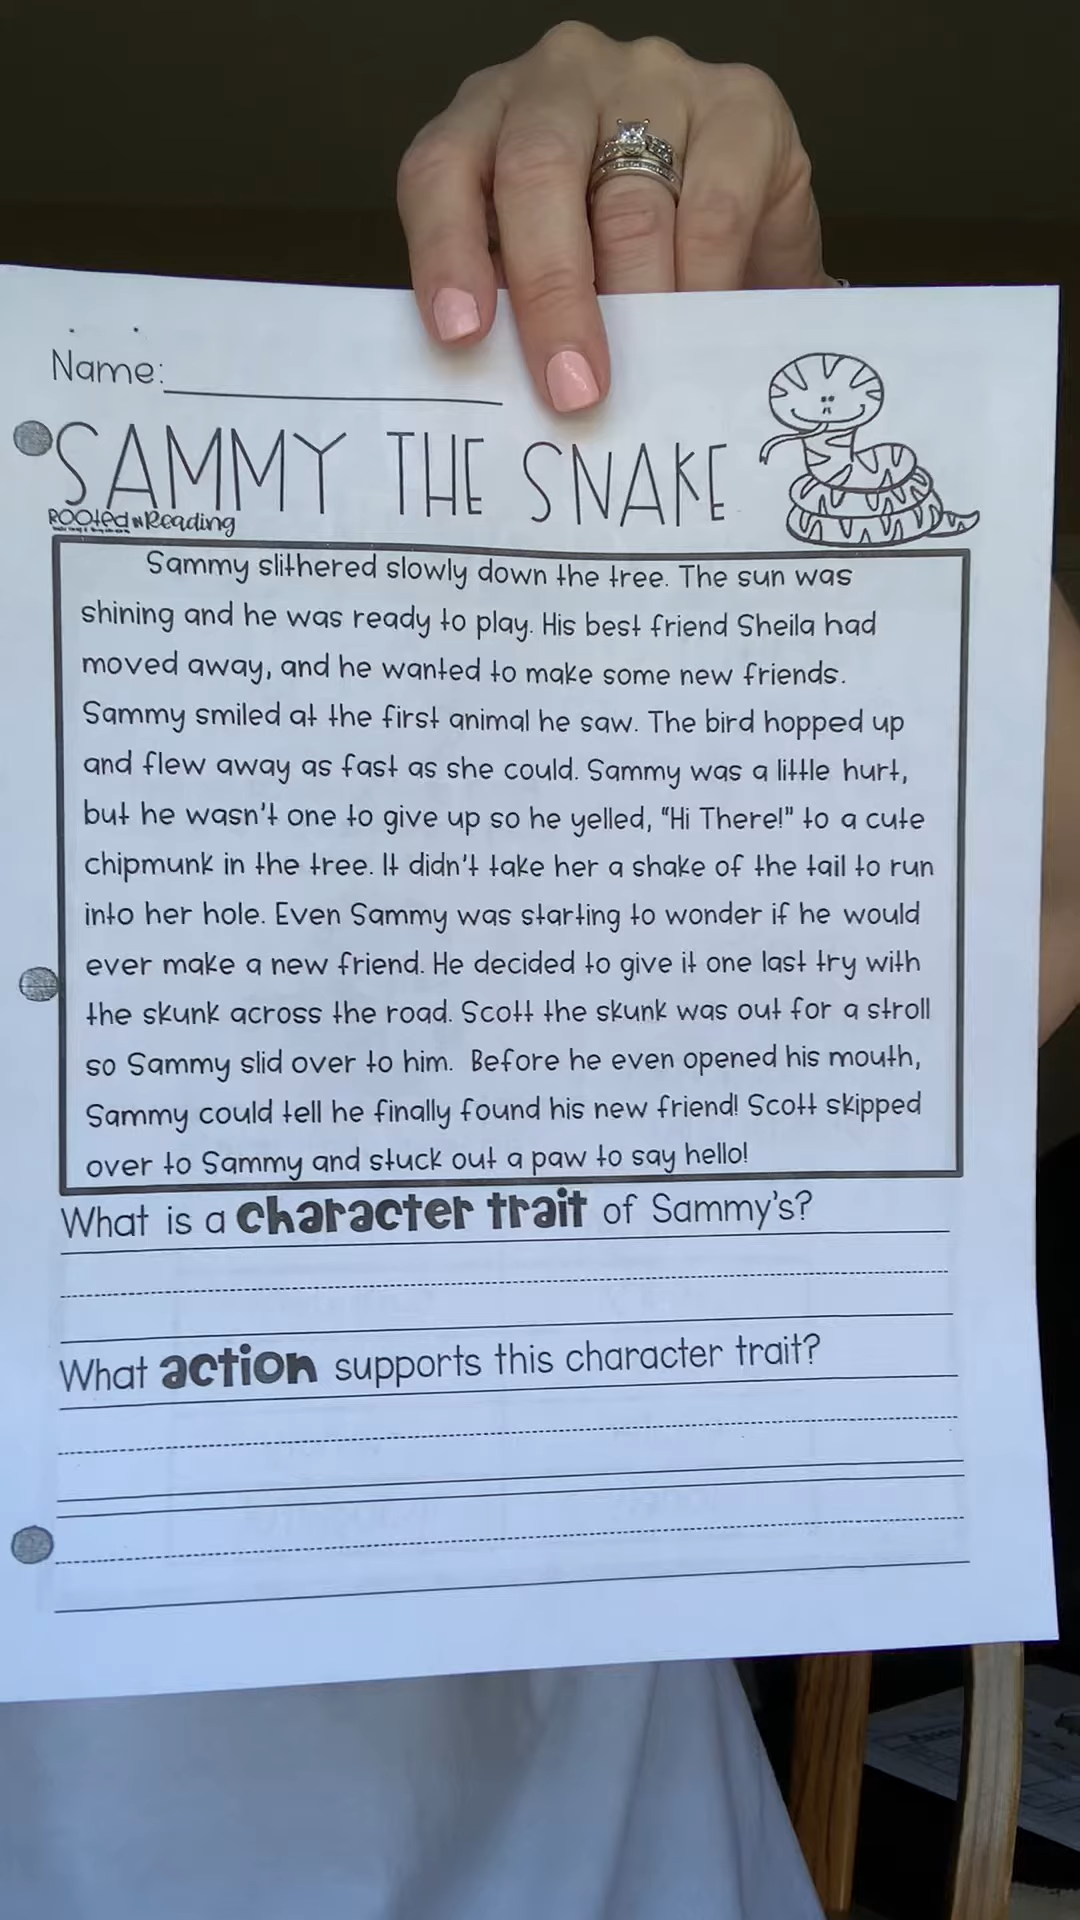 Name:
SAMMY THE SNAKE
ROOted in Reading
Sammy slithered slowly down the tree. The sun was
shining and he was ready to play. His best friend Sheila had
moved away, and he wanted to make some new friends.
Sammy smiled at the first animal he saw. The bird hopped up
and flew away as fast as she could. Sammy was a little hurt,
but he wasn't one to give up so he yelled, "Hi There!" to a cute
chipmunk in the tree. It didn't take her a shake of the tail to run
into her hole. Even Sammy was starting to wonder if he would
ever make a new friend. He decided to give it one last try with
the skunk across the road. Scott the skunk was out for a stroll
so Sammy slid over to him. Before he even opened his mouth,
Sammy could tell he finally found his new friend! Scott skipped
over to Sammy and stuck out a paw to say hello!
What is a character trait of Sammy's?
What action supports this character trait?